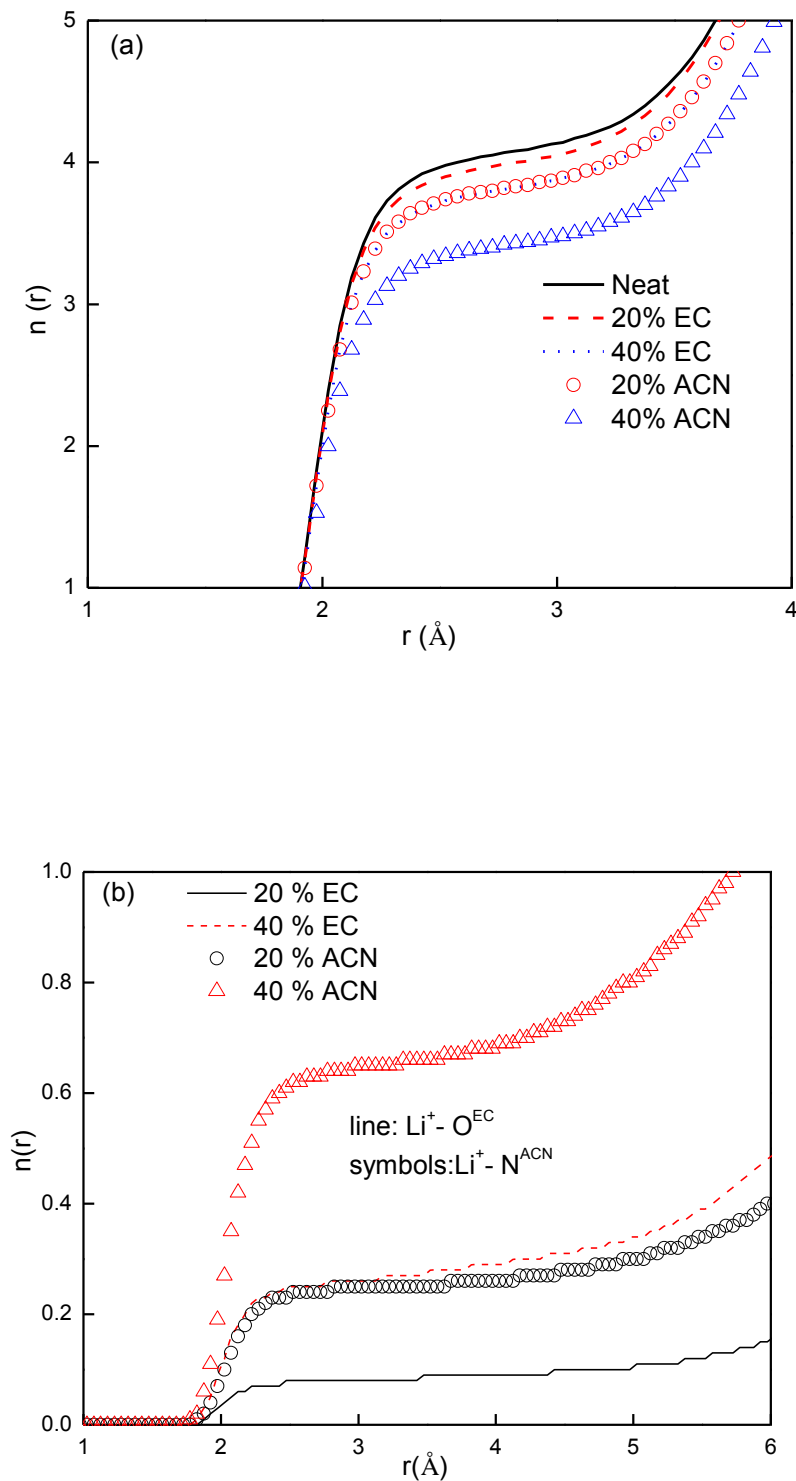 (a)
5
4
3
2
1
n (r)
Neat
20% EC
40% EC
20% ACN
40% ACN
1 2 3 4
r (Å)
(b)
1.0
0.8
0.6
0.4
0.2
0.0
n(r)
20 % EC
40 % EC
20 % ACN
40 % ACN
line: Li⁺- Oᴱᶜ
symbols:Li⁺- Nᴬᶜᴺ
1 2 3 4 5 6
r(Å)